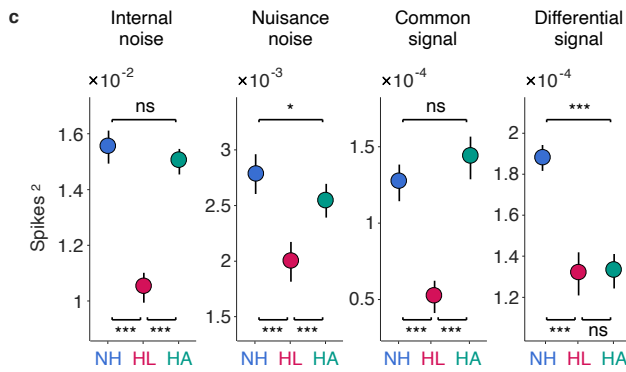 c
Internal noise
Nuisance noise
Common signal
Differential signal
×10⁻²
×10⁻³
×10⁻⁴
×10⁻⁴
Spikes ²
1.6
1.4
1.2
1
ns
***
***
NH HL HA
3
2.5
2
1.5
*
***
***
NH HL HA
1.5
1
0.5
ns
***
***
NH HL HA
2
1.8
1.6
1.4
1.2
***
***
ns
NH HL HA